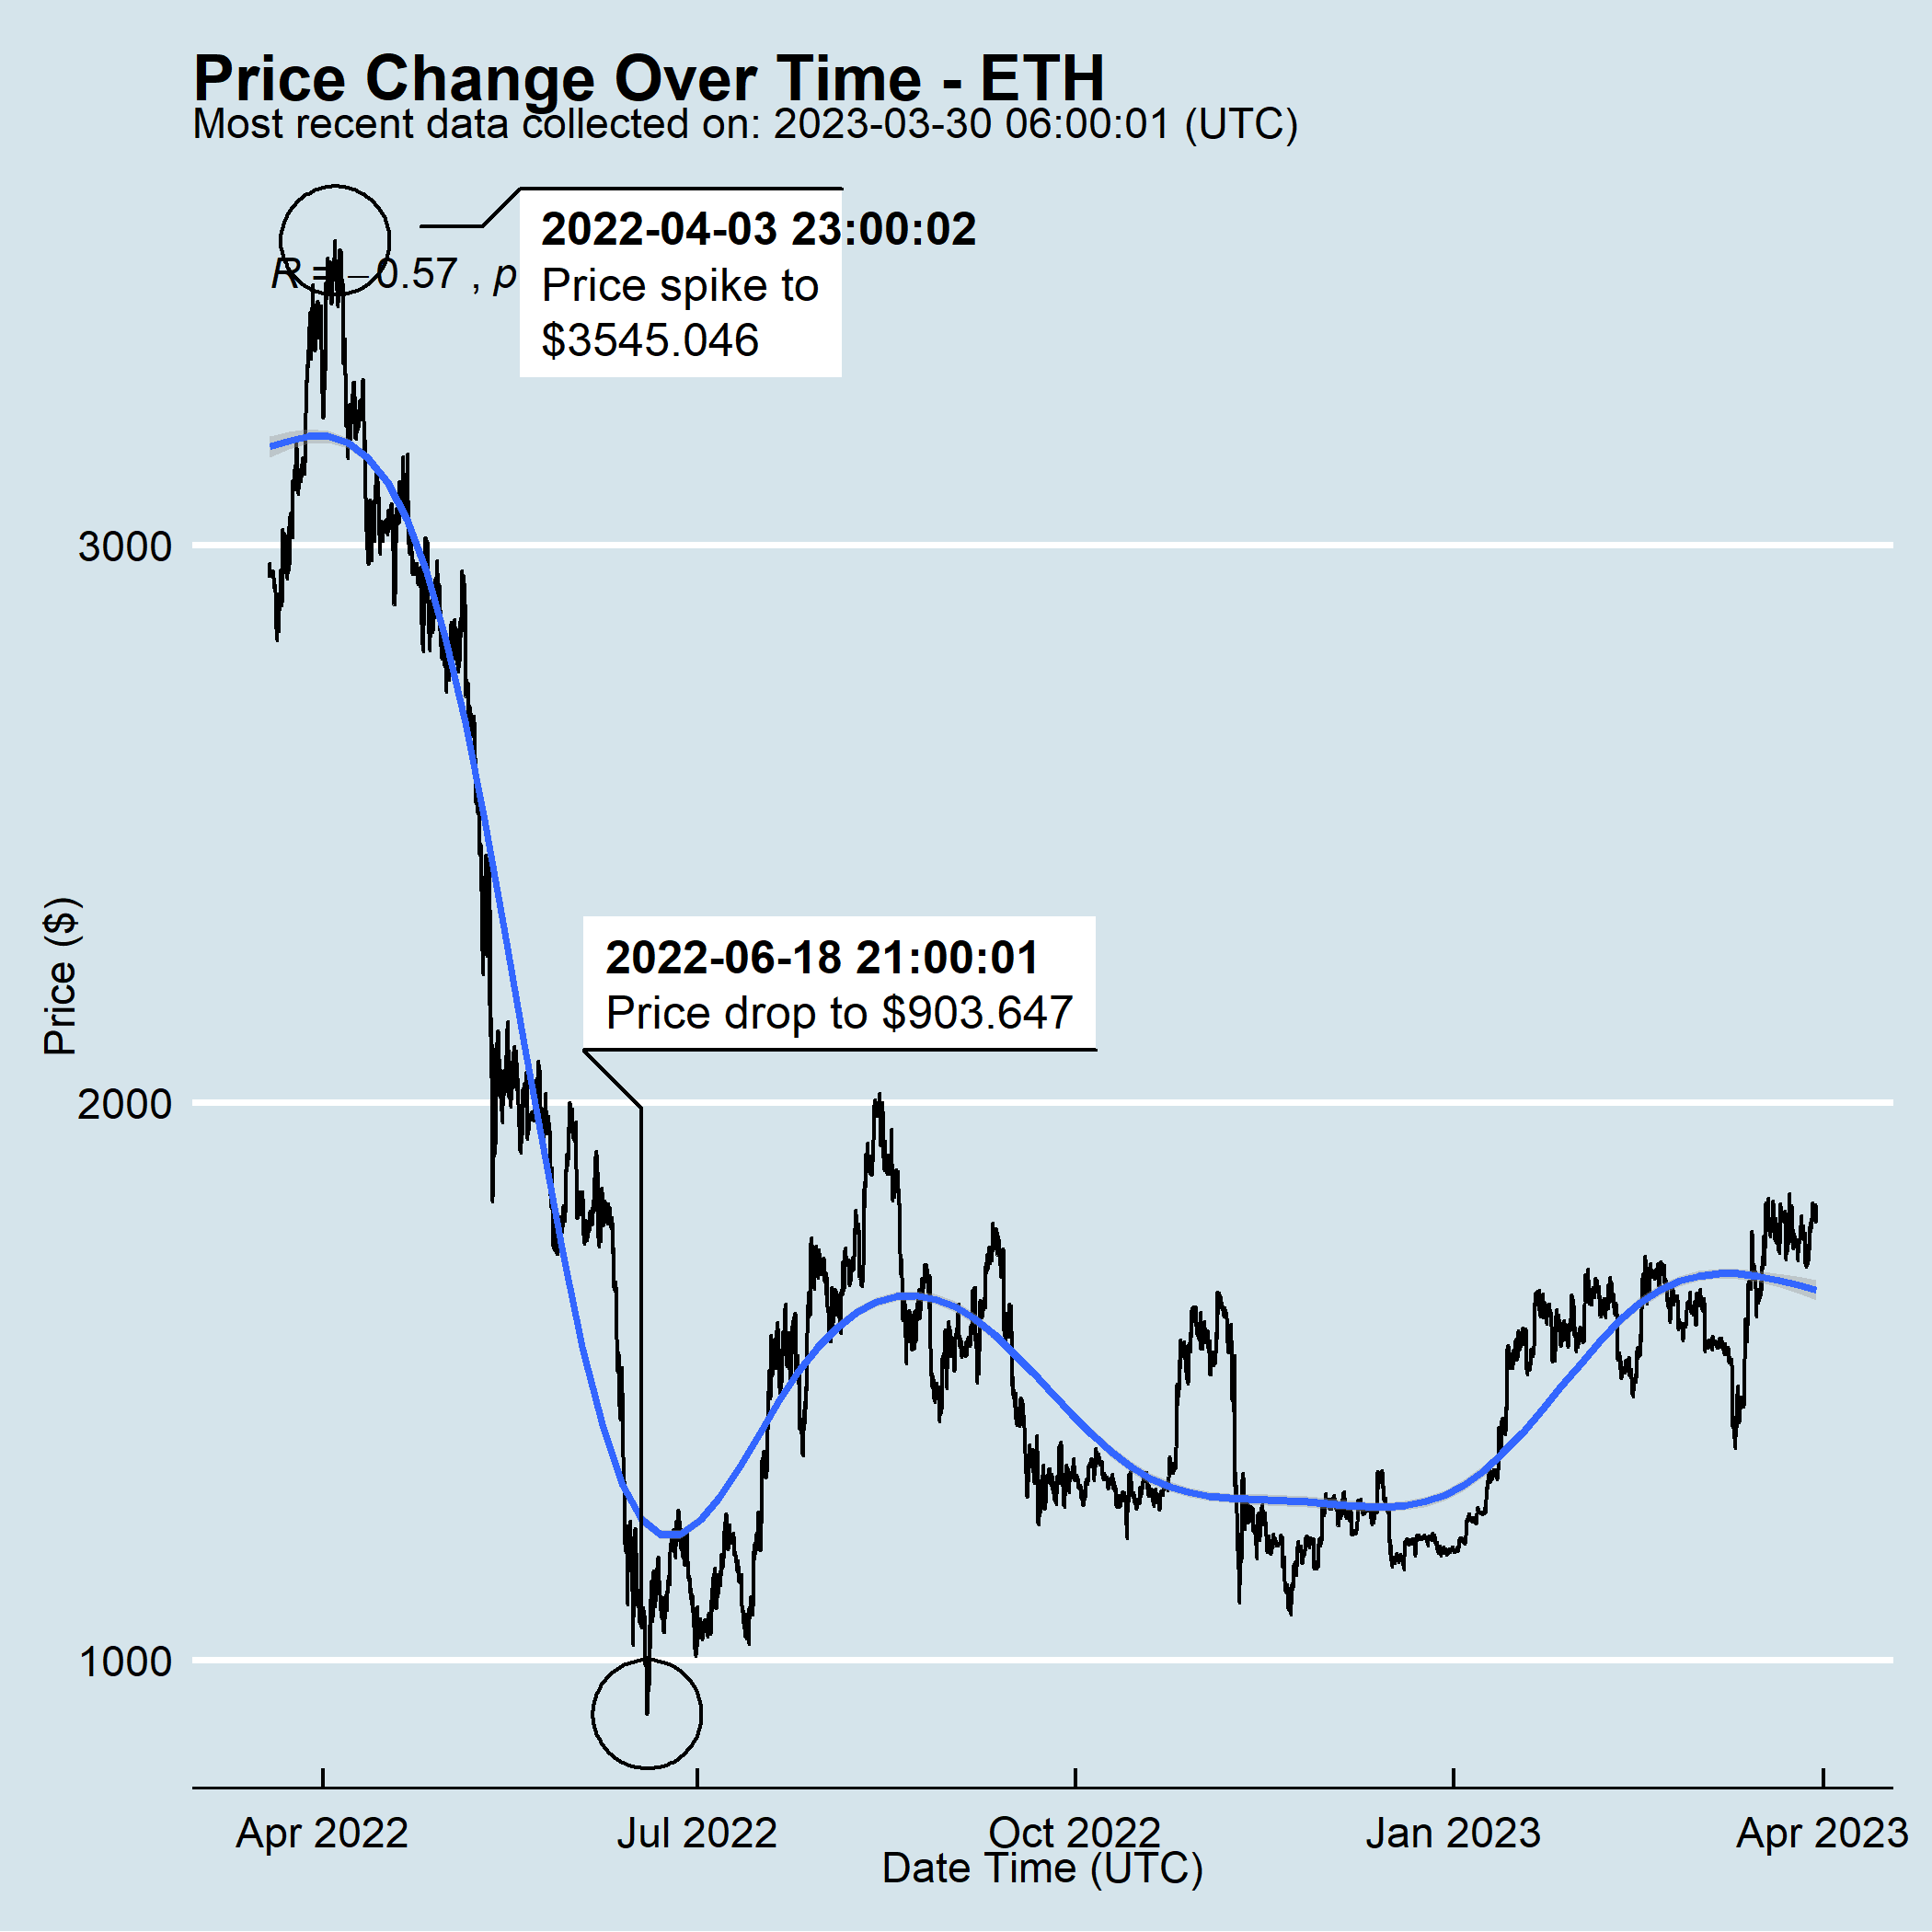 Price Change Over Time - ETH
Most recent data collected on: 2023-03-30 06:00:01 (UTC)
2022-04-03 23:00:02
R = −0.57 , p
Price spike to
$3545.046
3000
2022-06-18 21:00:01
Price drop to $903.647
Price ($)
2000
1000
Apr 2022
Jul 2022
Oct 2022
Jan 2023
Apr 2023
Date Time (UTC)